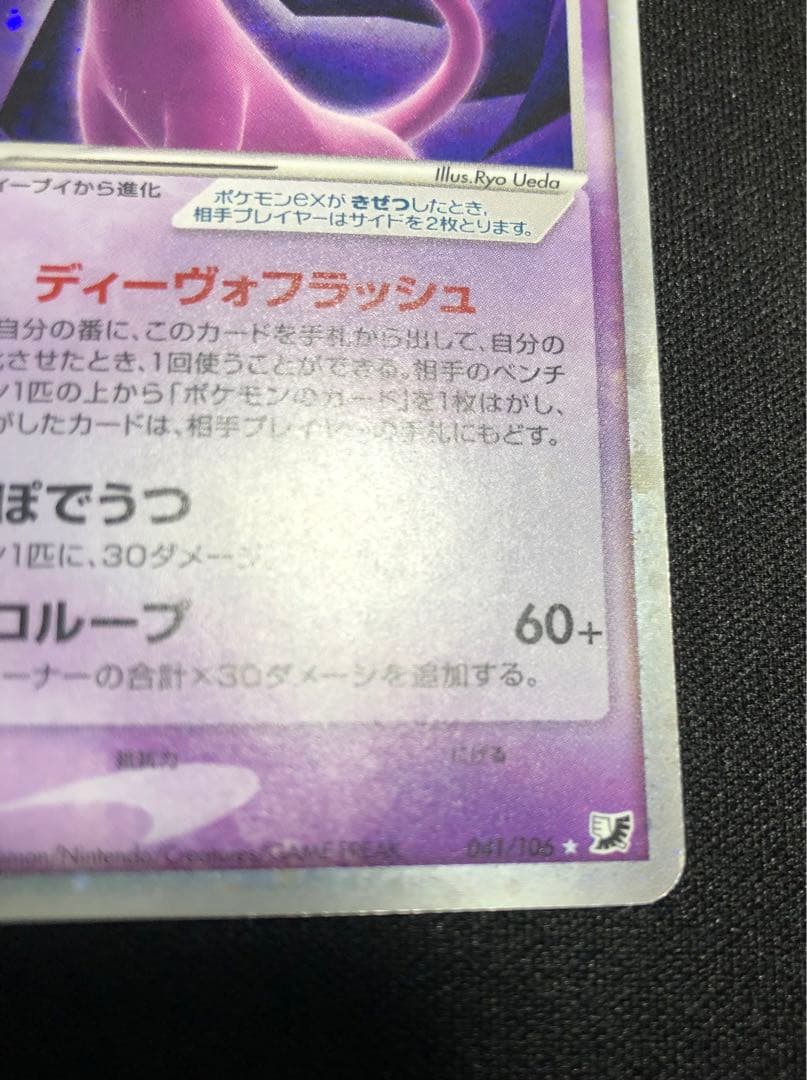 Illus.Ryo Ueda
ーブイから進化
ポケモンexが きぜつしたとき、
相手プレイヤーはサイドを2枚とります。
ディーヴォフラッシュ
自分の番に、このカードを手札から出して、自分の
させたとき、1回使うことができる。相手のベンチ
ン1匹の上から「ポケモンのカード」を1枚はがし、
がしたカードは、相手プレイヤーの手札にもどす。
ぽでうつ
ン1匹に、30ダメージ
コループ 60+
ーナーの合計×30ダメージを追加する。
抵抗力 にげる
mon/Nintendo/Creatures/GAME FREAK 041/106 ★